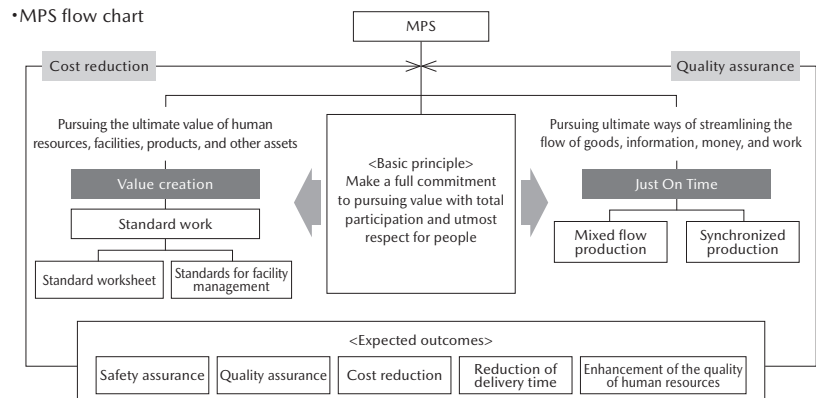 •MPS flow chart
MPS
Cost reduction
Quality assurance
Pursuing the ultimate value of human
resources, facilities, products, and other assets
Value creation
Standard work
Standard worksheet
Standards for facility
management
<Basic principle>
Make a full commitment
to pursuing value with total
participation and utmost
respect for people
Pursuing ultimate ways of streamlining the
flow of goods, information, money, and work
Just On Time
Mixed flow
production
Synchronized
production
<Expected outcomes>
Safety assurance
Quality assurance
Cost reduction
Reduction of
delivery time
Enhancement of the quality
of human resources